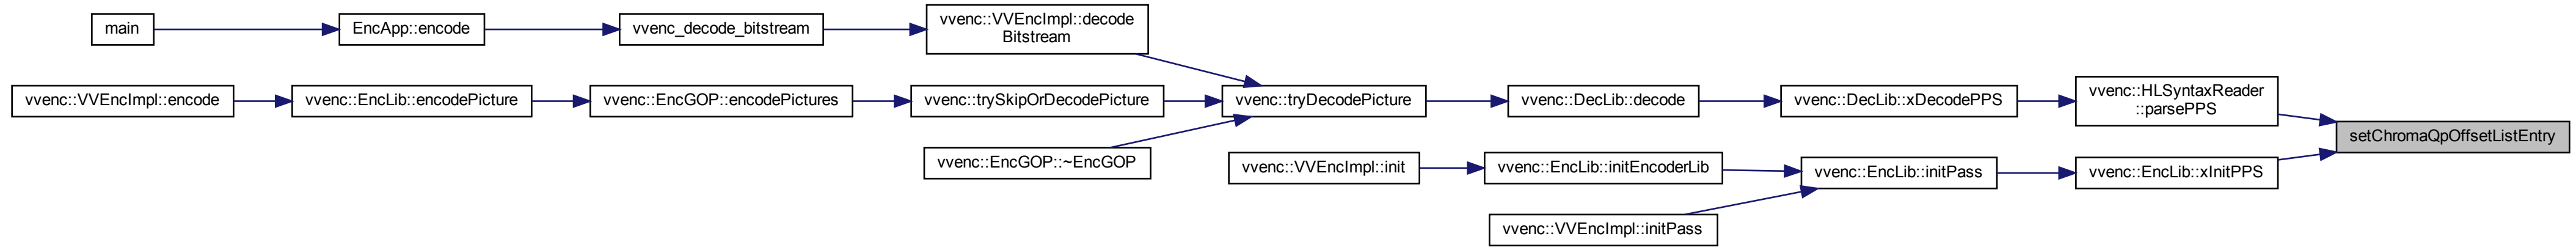 main
EncApp::encode
vvenc_decode_bitstream
vvenc::VVEncImpl::decode
Bitstream
vvenc::VVEncImpl::encode
vvenc::EncLib::encodePicture
vvenc::EncGOP::encodePictures
vvenc::trySkipOrDecodePicture
vvenc::tryDecodePicture
vvenc::DecLib::decode
vvenc::DecLib::xDecodePPS
vvenc::HLSyntaxReader
::parsePPS
setChromaQpOffsetListEntry
vvenc::EncGOP::~EncGOP
vvenc::VVEncImpl::init
vvenc::EncLib::initEncoderLib
vvenc::EncLib::initPass
vvenc::EncLib::xInitPPS
vvenc::VVEncImpl::initPass